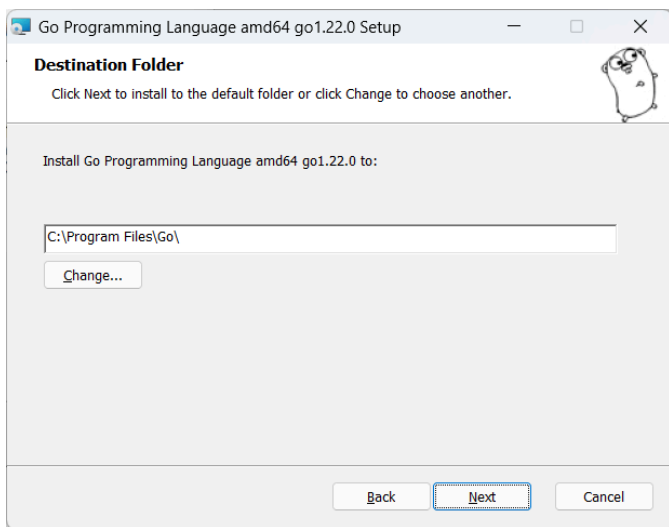 Go Programming Language amd64 go1.22.0 Setup
Destination Folder
Click Next to install to the default folder or click Change to choose another.
Install Go Programming Language amd64 go1.22.0 to:
C:\Program Files\Go\
Change...
Back Next Cancel